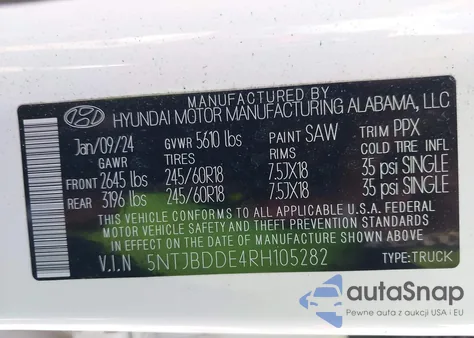 MANUFACTURED BY
HYUNDAI MOTOR MANUFACTURING ALABAMA, LLC
Jan/09/24 GVWR 5610 lbs PAINT SAW TRIM PPX
GAWR TIRES RIMS COLD TIRE INFL
FRONT 2645 lbs 245/60R18 7.5JX18 35 psi SINGLE
REAR 3196 lbs 245/60R18 7.5JX18 35 psi SINGLE
THIS VEHICLE CONFORMS TO ALL APPLICABLE U.S.A. FEDERAL
MOTOR VEHICLE SAFETY AND THEFT PREVENTION STANDARDS
IN EFFECT ON THE DATE OF MANUFACTURE SHOWN ABOVE.
V.I.N 5NTJBDDE4RH105282 TYPE:TRUCK
autoSnap
Pewne auta z aukcji USA i EU